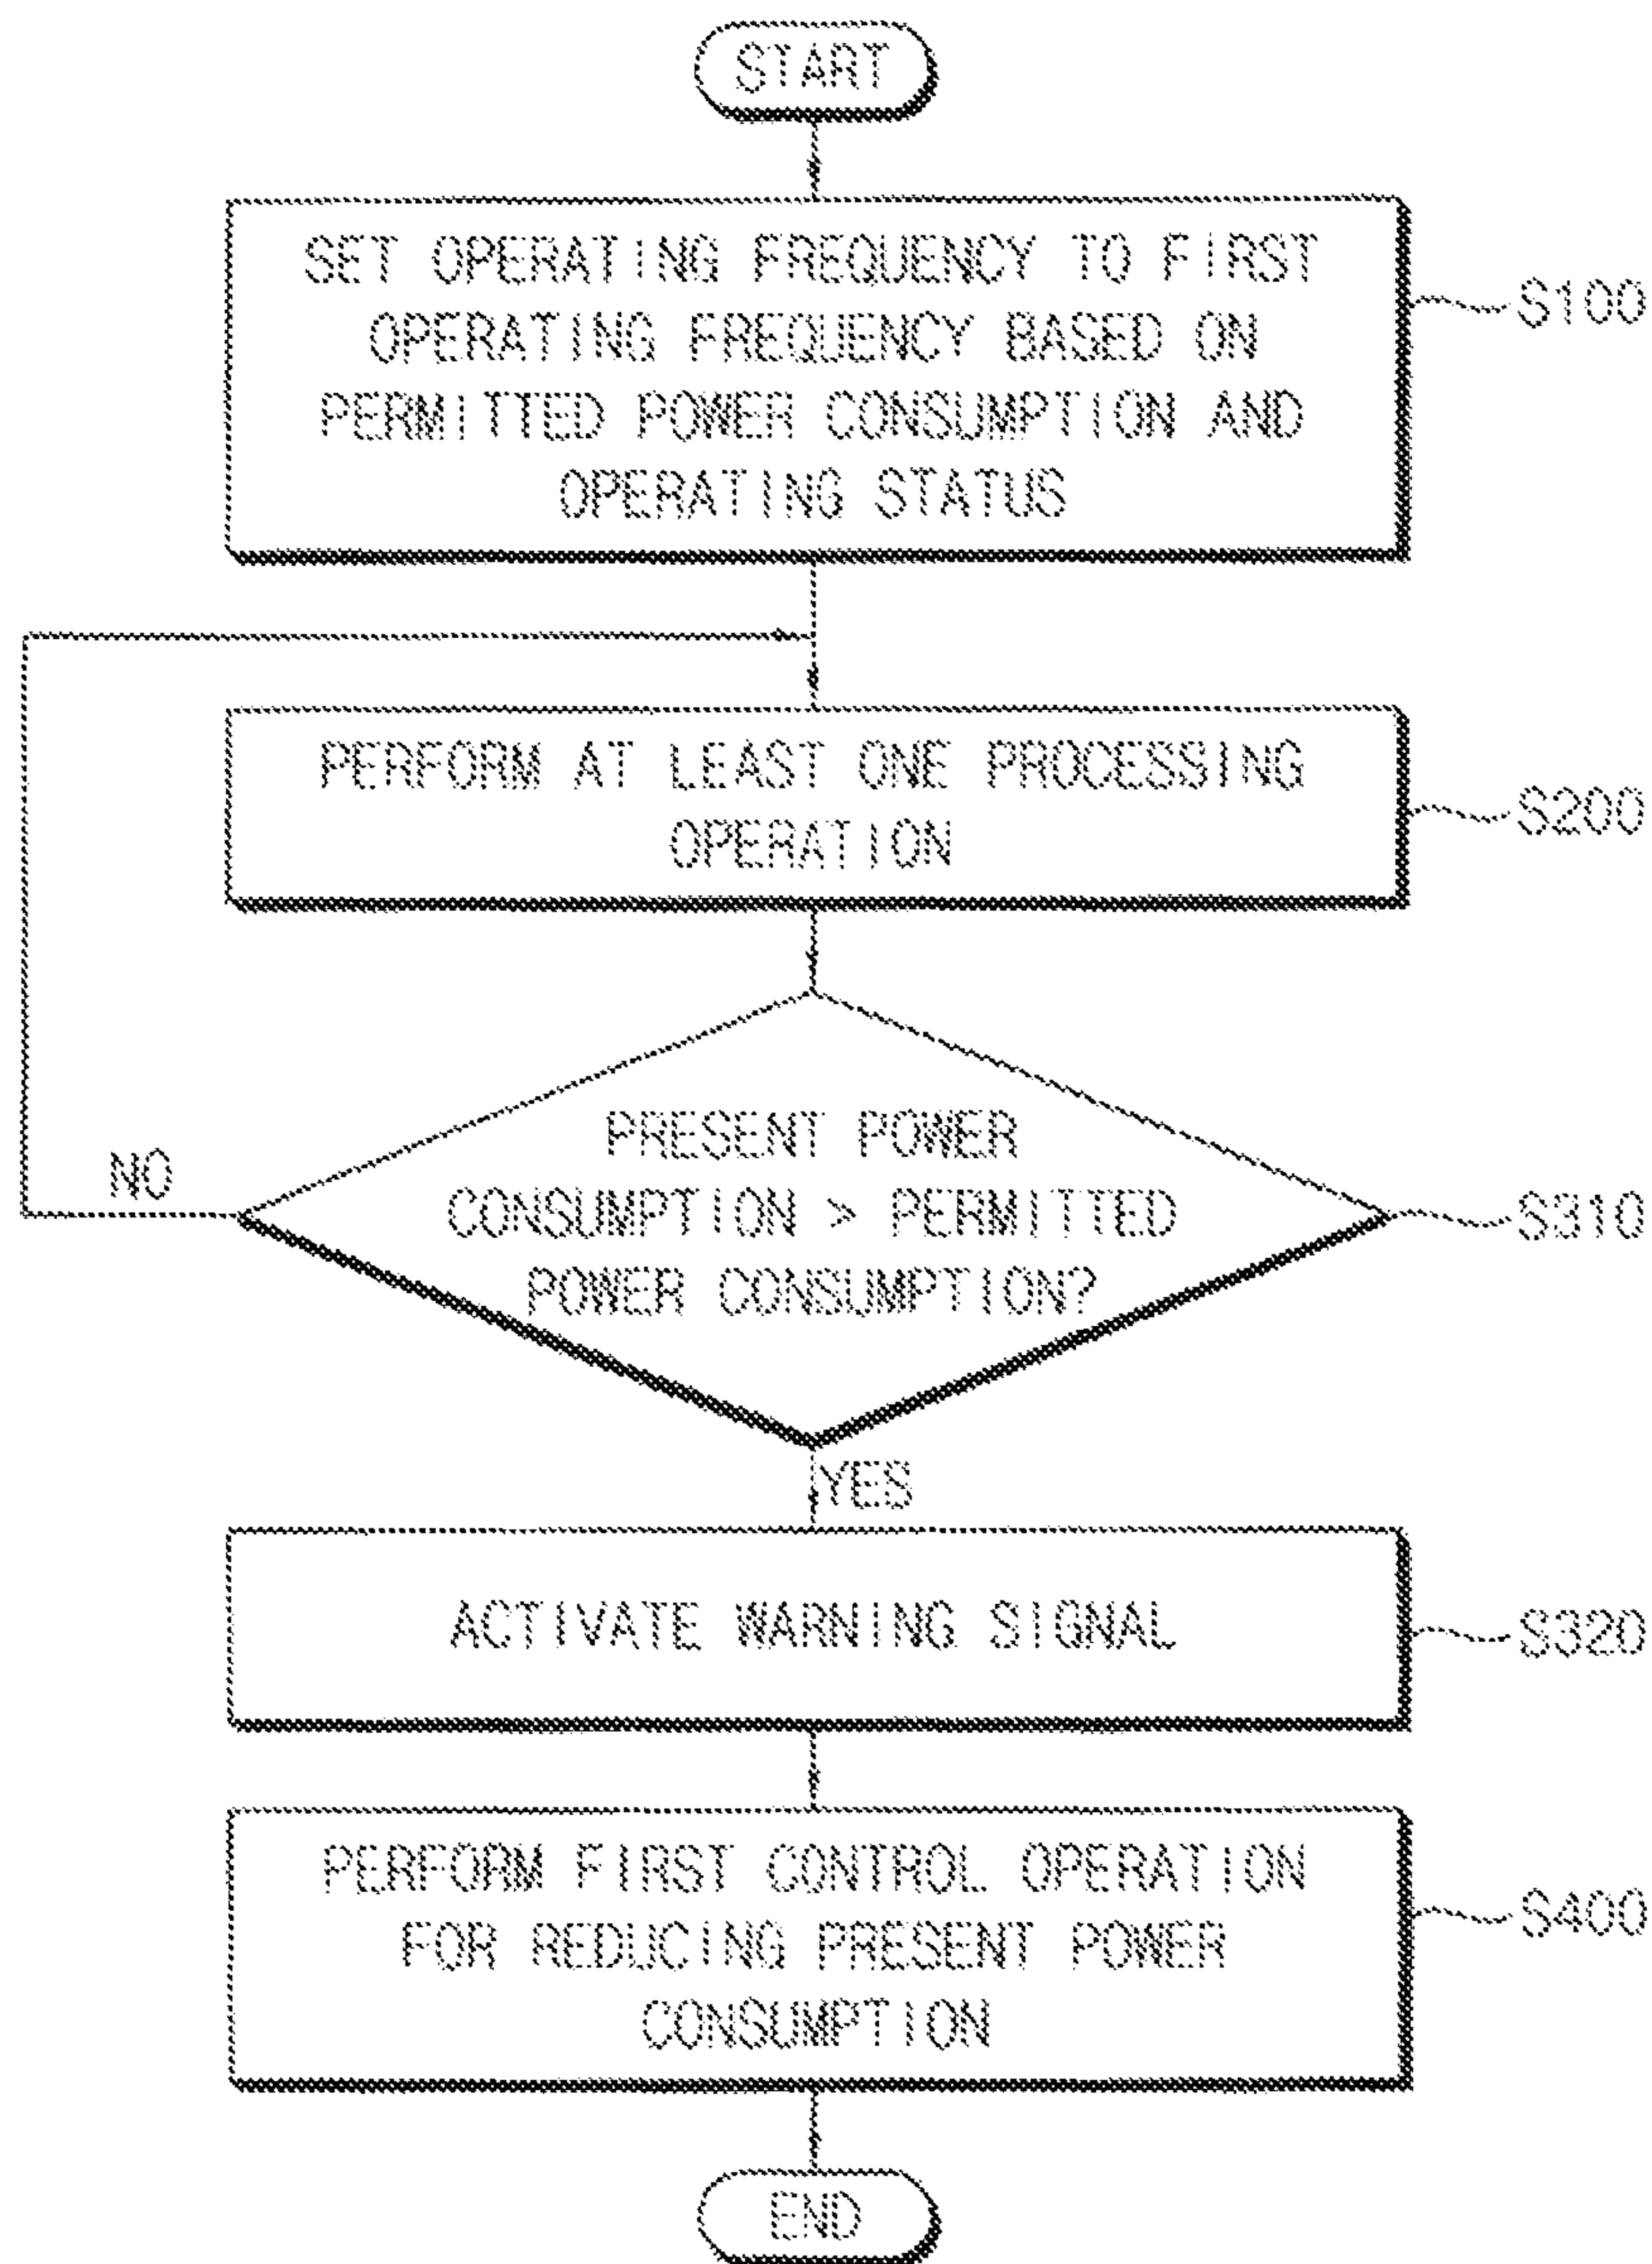 START
SET OPERATING FREQUENCY TO FIRST
OPERATING FREQUENCY BASED ON
PERMITTED POWER CONSUMPTION AND
OPERATING STATUS
S100
PERFORM AT LEAST ONE PROCESSING
OPERATION
S200
PRESENT POWER
CONSUMPTION > PERMITTED
POWER CONSUMPTION?
NO
S310
YES
ACTIVATE WARNING SIGNAL
S320
PERFORM FIRST CONTROL OPERATION
FOR REDUCING PRESENT POWER
CONSUMPTION
S400
END